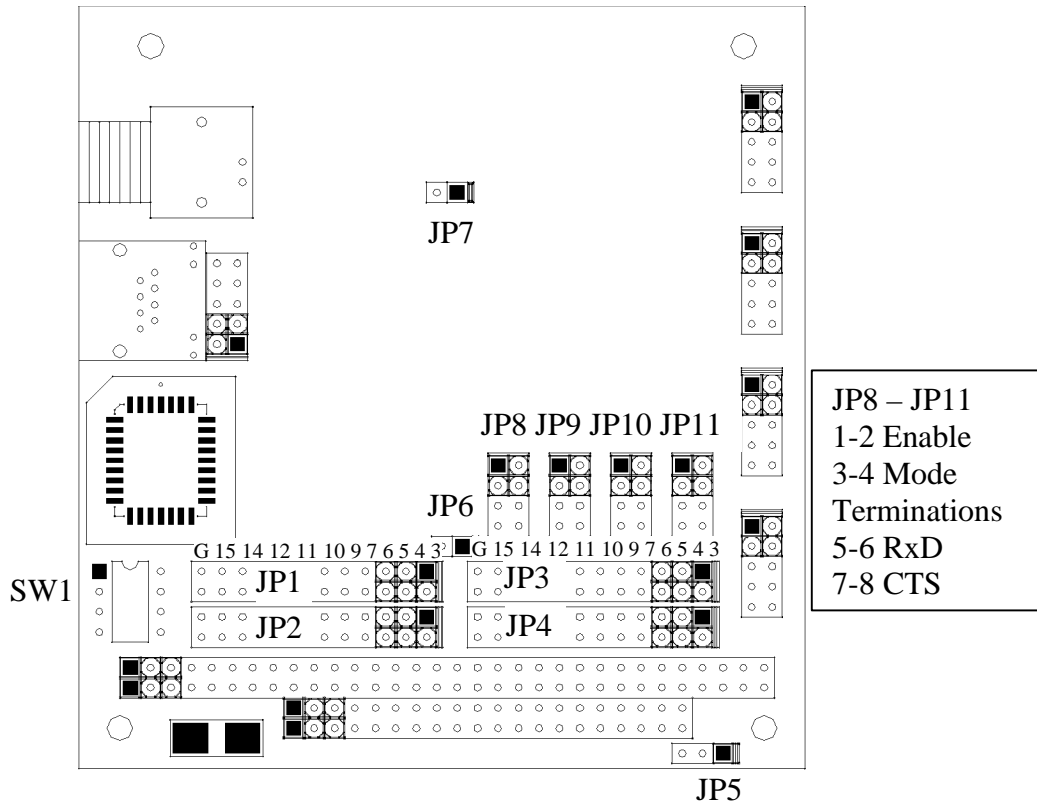 JP7
JP8 – JP11
1-2 Enable
3-4 Mode
Terminations
5-6 RxD
7-8 CTS
JP8 JP9 JP10 JP11
JP6
G 15 14 12 11 10 9 7 6 5 4 3
G 15 14 12 11 10 9 7 6 5 4 3
SW1
JP1
JP3
JP2
JP4
JP5